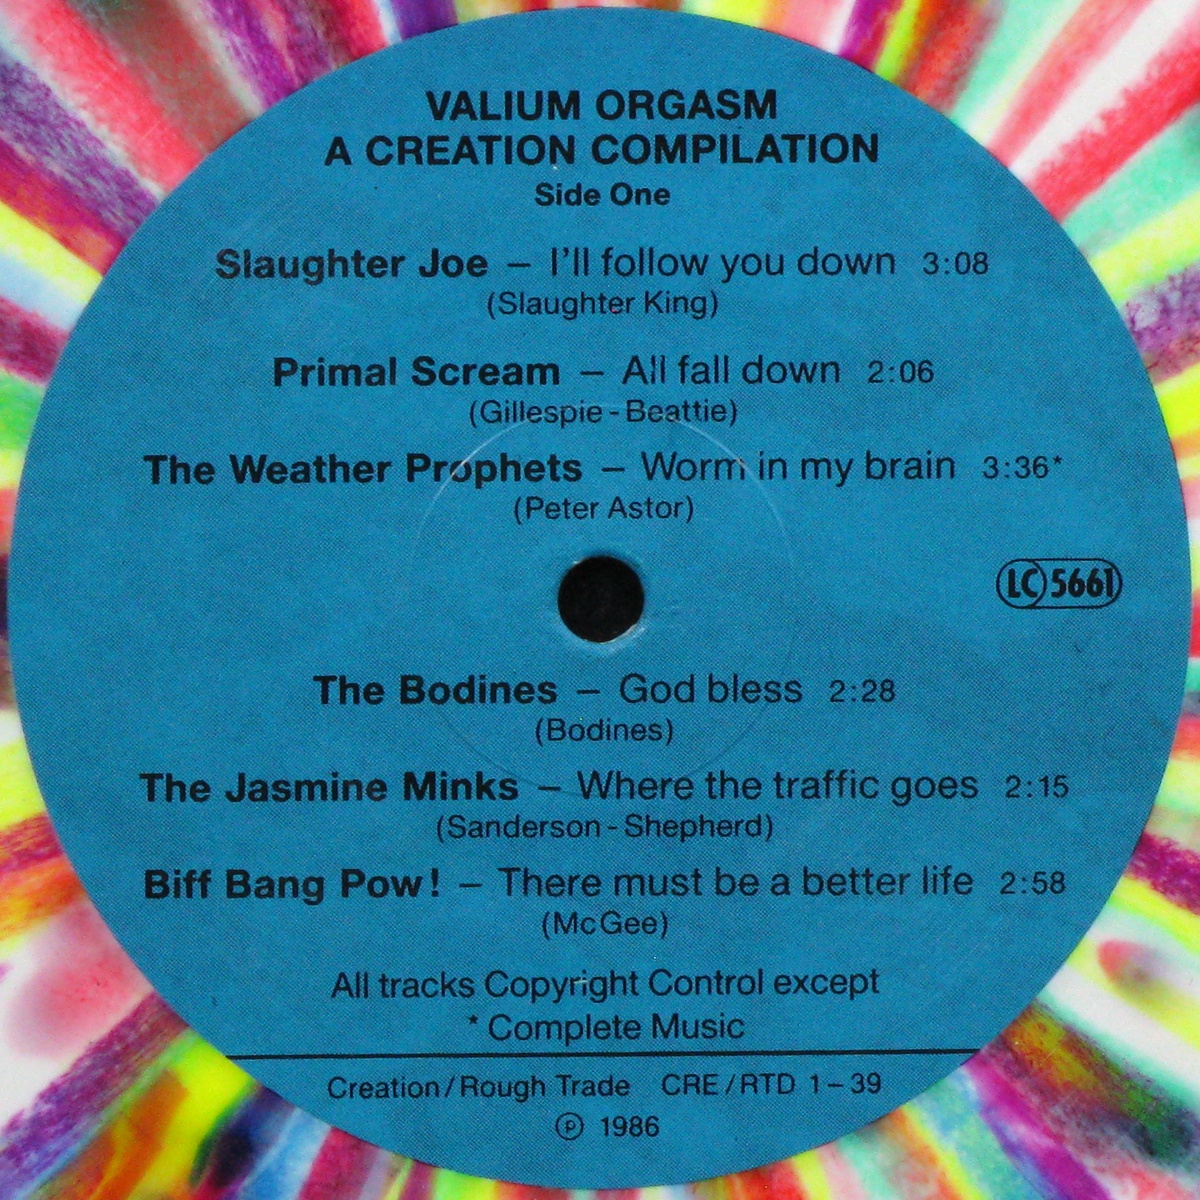 VALIUM ORGASM
A CREATION COMPILATION
Side One
Slaughter Joe – I'll follow you down 3:08
(Slaughter King)
Primal Scream – All fall down 2:06
(Gillespie - Beattie)
The Weather Prophets – Worm in my brain 3:36*
(Peter Astor)
LC 5661
The Bodines – God bless 2:28
(Bodines)
The Jasmine Minks – Where the traffic goes 2:15
(Sanderson - Shepherd)
Biff Bang Pow! – There must be a better life 2:58
(McGee)
All tracks Copyright Control except
* Complete Music
Creation/Rough Trade CRE/RTD 1–39
℗ 1986